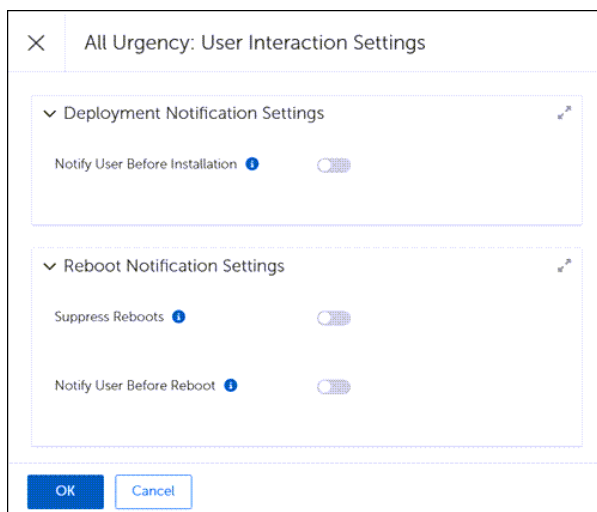 All Urgency: User Interaction Settings
Deployment Notification Settings
Notify User Before Installation
Reboot Notification Settings
Suppress Reboots
Notify User Before Reboot
OK Cancel